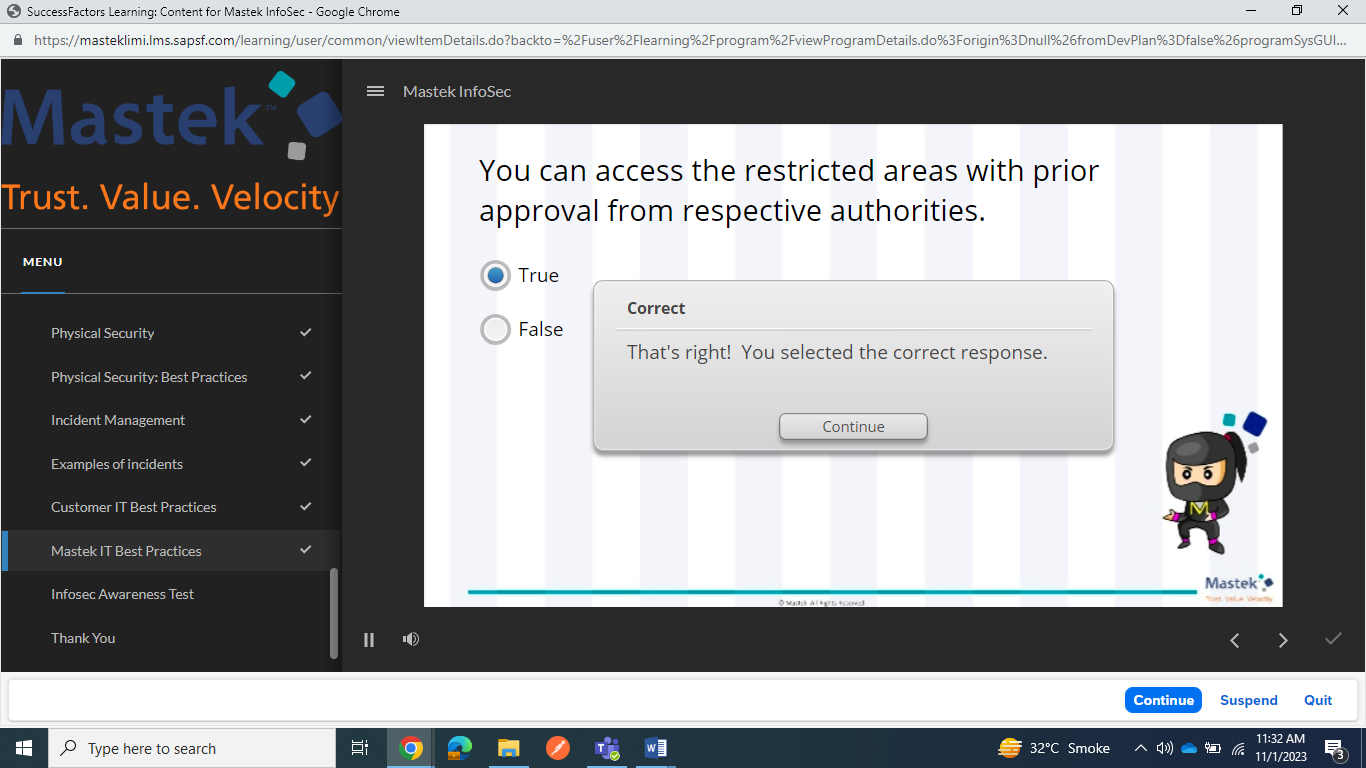 SuccessFactors Learning: Content for Mastek InfoSec - Google Chrome
https://masteklimi.lms.sapsf.com/learning/user/common/viewItemDetails.do?backto=%2Fuser%2Flearning%2Fprogram%2FviewProgramDetails.do%3Forigin%3Dnull%26fromDevPlan%3Dfalse%26programSysGUI...
Mastek™
Trust. Value. Velocity
MENU
Physical Security
Physical Security: Best Practices
Incident Management
Examples of incidents
Customer IT Best Practices
Mastek IT Best Practices
Infosec Awareness Test
Thank You
Mastek InfoSec
You can access the restricted areas with prior
approval from respective authorities.
True
False
Correct
That's right! You selected the correct response.
Continue
M
Mastek
Trust. Value. Velocity
© Mastek. All Rights Reserved
Continue Suspend Quit
Type here to search
32°C Smoke
11:32 AM
11/1/2023
3